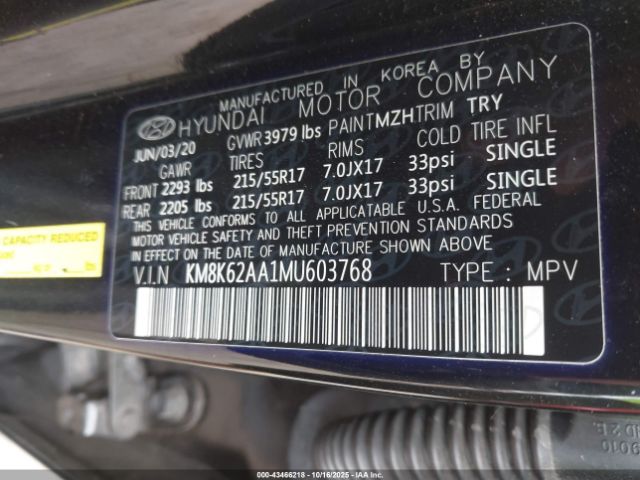 MANUFACTURED IN KOREA BY
HYUNDAI MOTOR COMPANY
JUN/03/20 GVWR 3979 lbs PAINT MZH TRIM TRY
GAWR TIRES RIMS COLD TIRE INFL
FRONT 2293 lbs 215/55R17 7.0JX17 33psi SINGLE
REAR 2205 lbs 215/55R17 7.0JX17 33psi SINGLE
THIS VEHICLE CONFORMS TO ALL APPLICABLE U.S.A. FEDERAL
MOTOR VEHICLE SAFETY AND THEFT PREVENTION STANDARDS
IN EFFECT ON THE DATE OF MANUFACTURE SHOWN ABOVE
V.I.N KM8K62AA1MU603768 TYPE : MPV
CAPACITY REDUCED
000-43466218 - 10/16/2025 - COPART